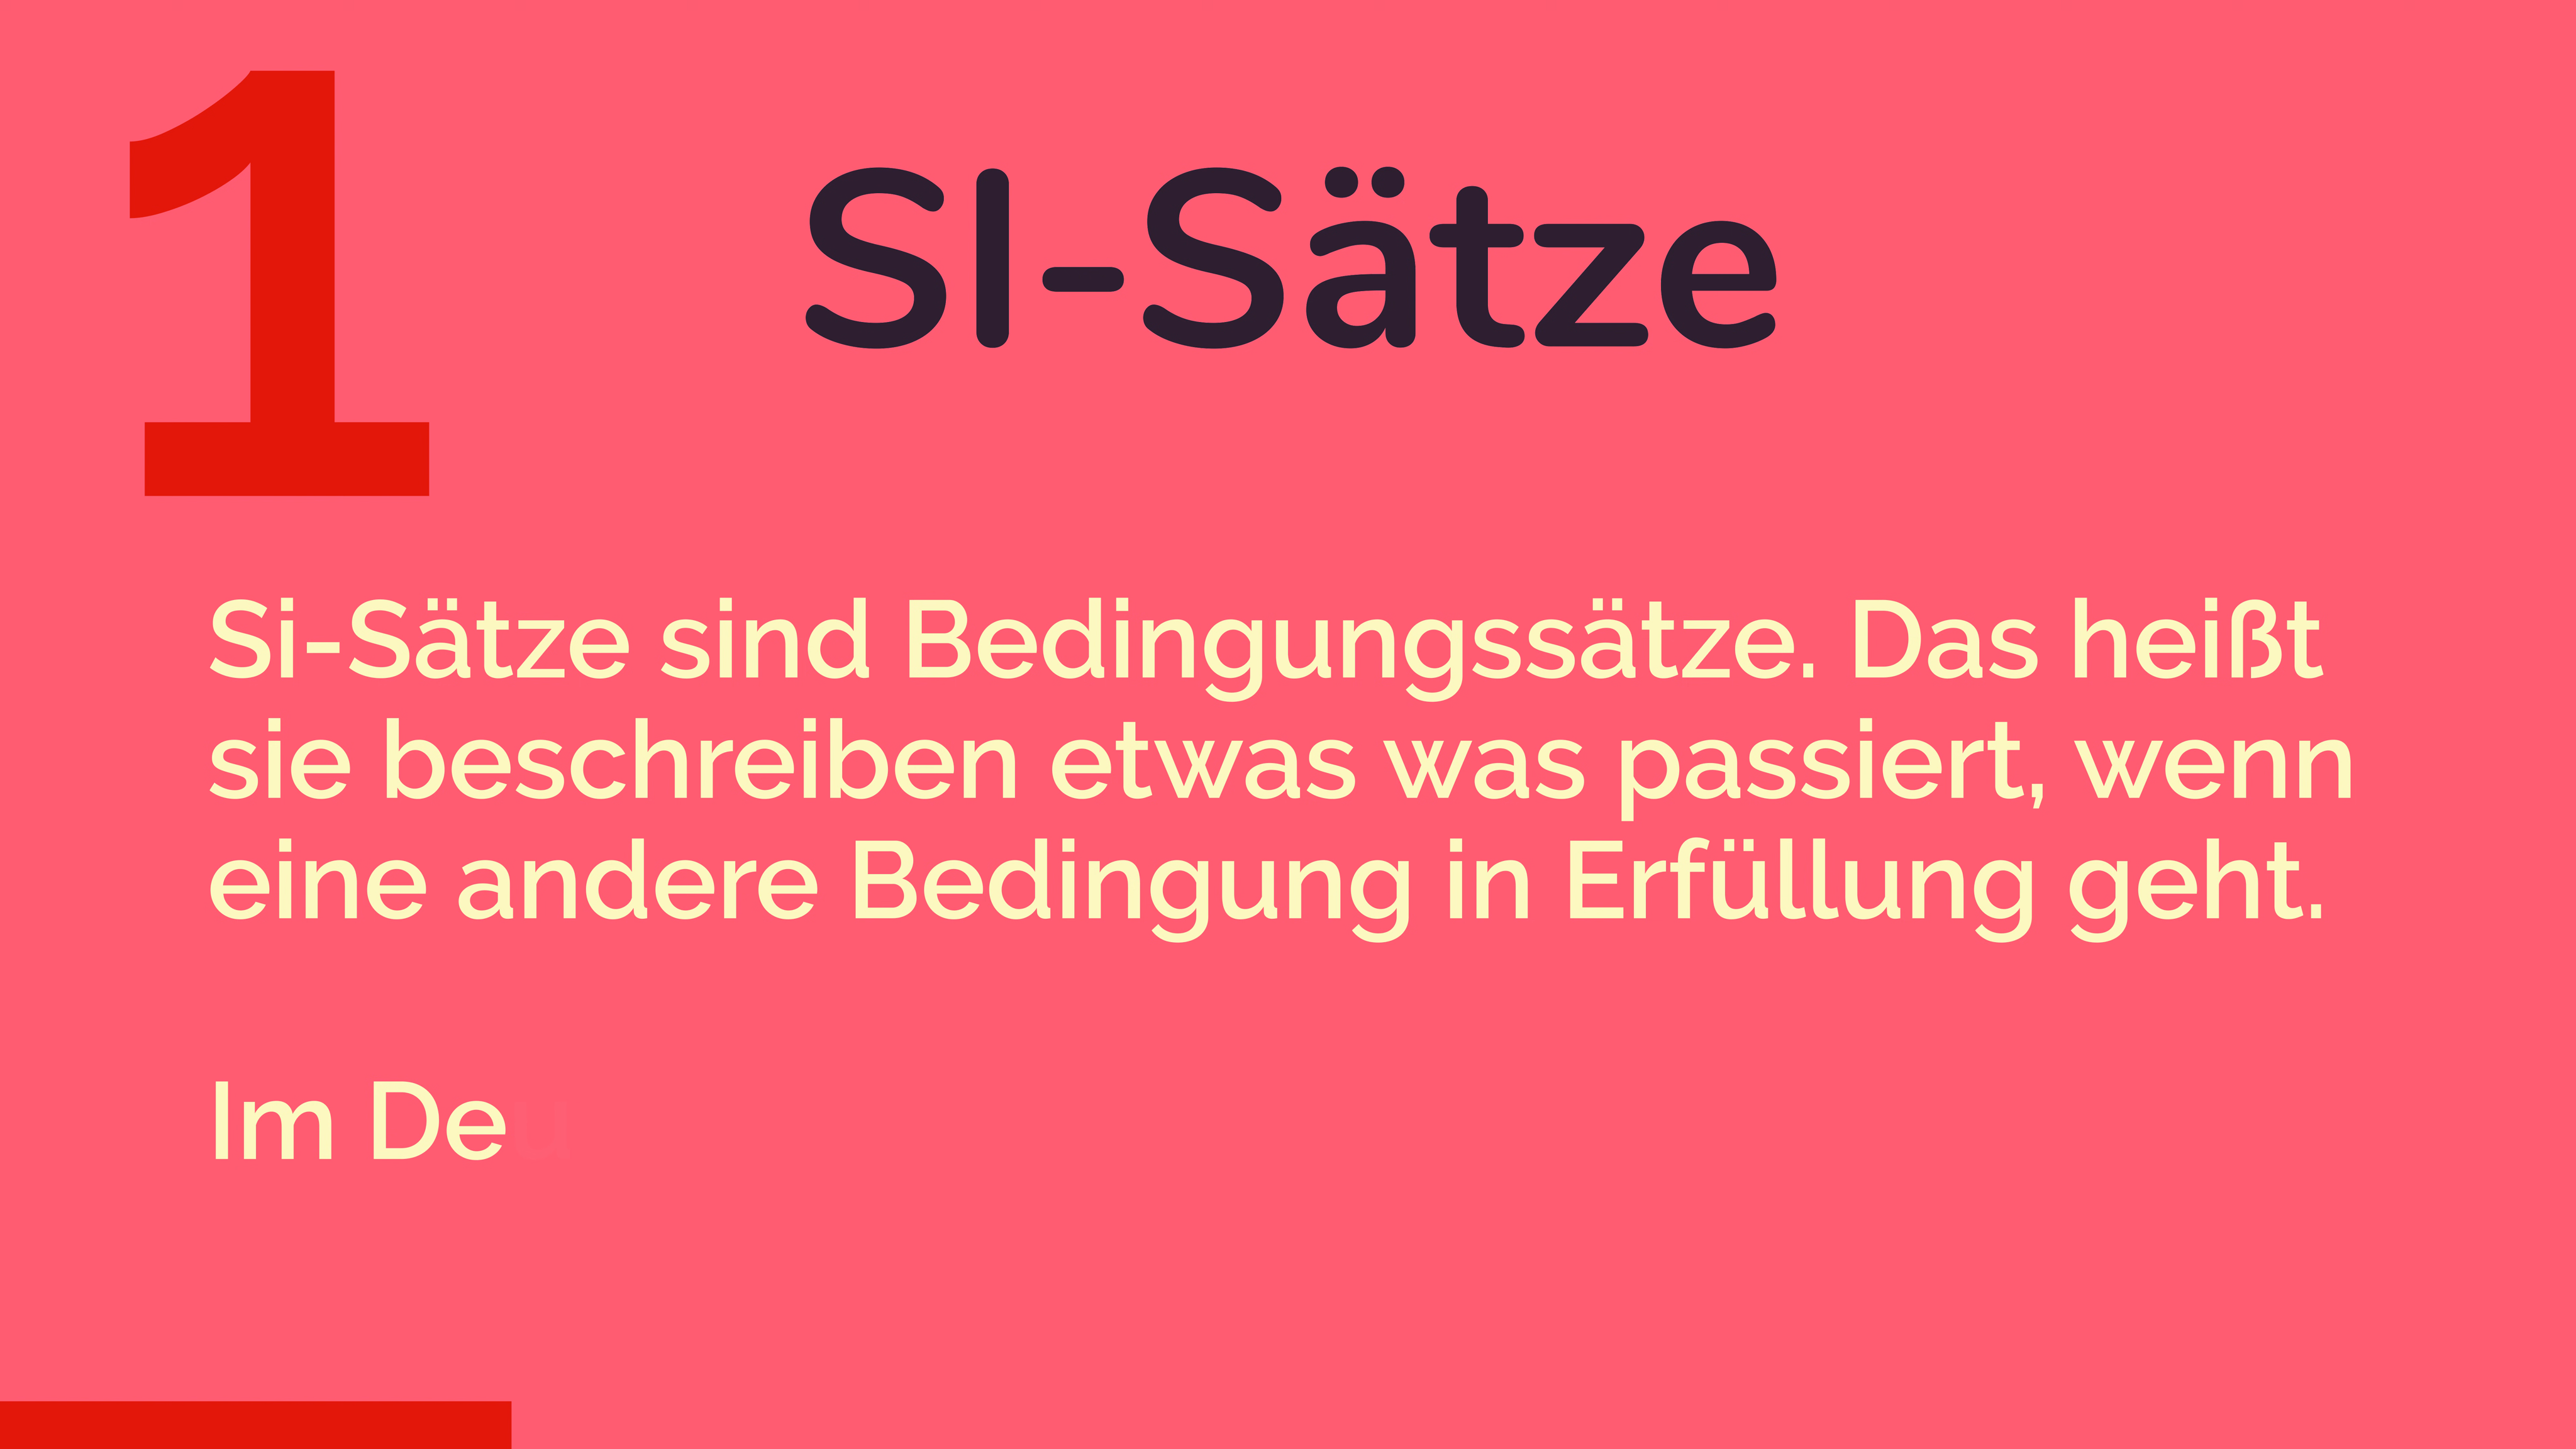 1
SI-Sätze
Si-Sätze sind Bedingungssätze. Das heißt
sie beschreiben etwas was passiert, wenn
eine andere Bedingung in Erfüllung geht.
Im Deu